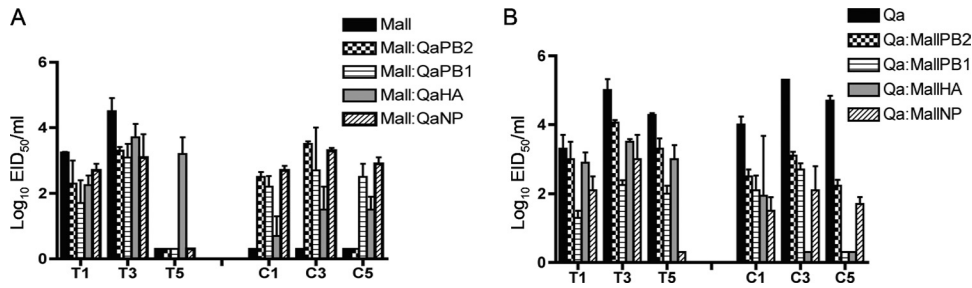 A
Mall
Mall:QaPB2
Mall:QaPB1
Mall:QaHA
Mall:QaNP
Log10 EID50/ml
6
4
2
0
T1 T3 T5 C1 C3 C5
B
Qa
Qa:MallPB2
Qa:MallPB1
Qa:MallHA
Qa:MallNP
Log10 EID50/ml
6
4
2
0
T1 T3 T5 C1 C3 C5